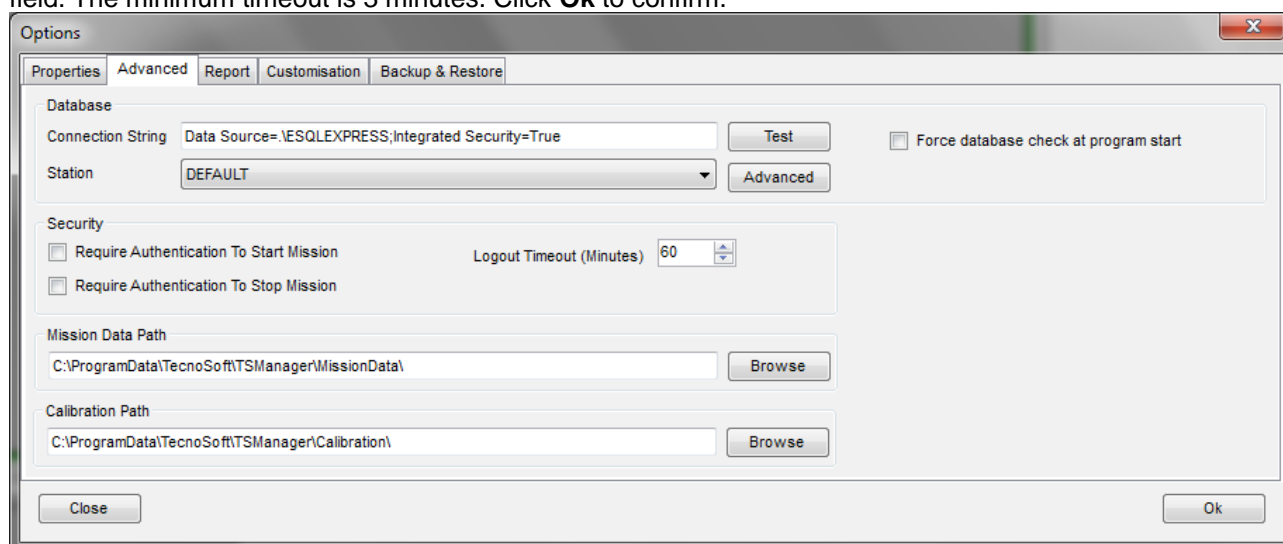 field. The minimum timeout is minutes. Click Ok to confirm.
Options
Properties Advanced Report Customisation Backup & Restore
Database
Connection String Data Source=.\ESQLEXPRESS;Integrated Security=True Test Force database check at program start
Station DEFAULT Advanced
Security
Require Authentication To Start Mission Logout Timeout (Minutes) 60
Require Authentication To Stop Mission
Mission Data Path
C:\ProgramData\TecnoSoft\TSManager\MissionData\ Browse
Calibration Path
C:\ProgramData\TecnoSoft\TSManager\Calibration\ Browse
Close Ok